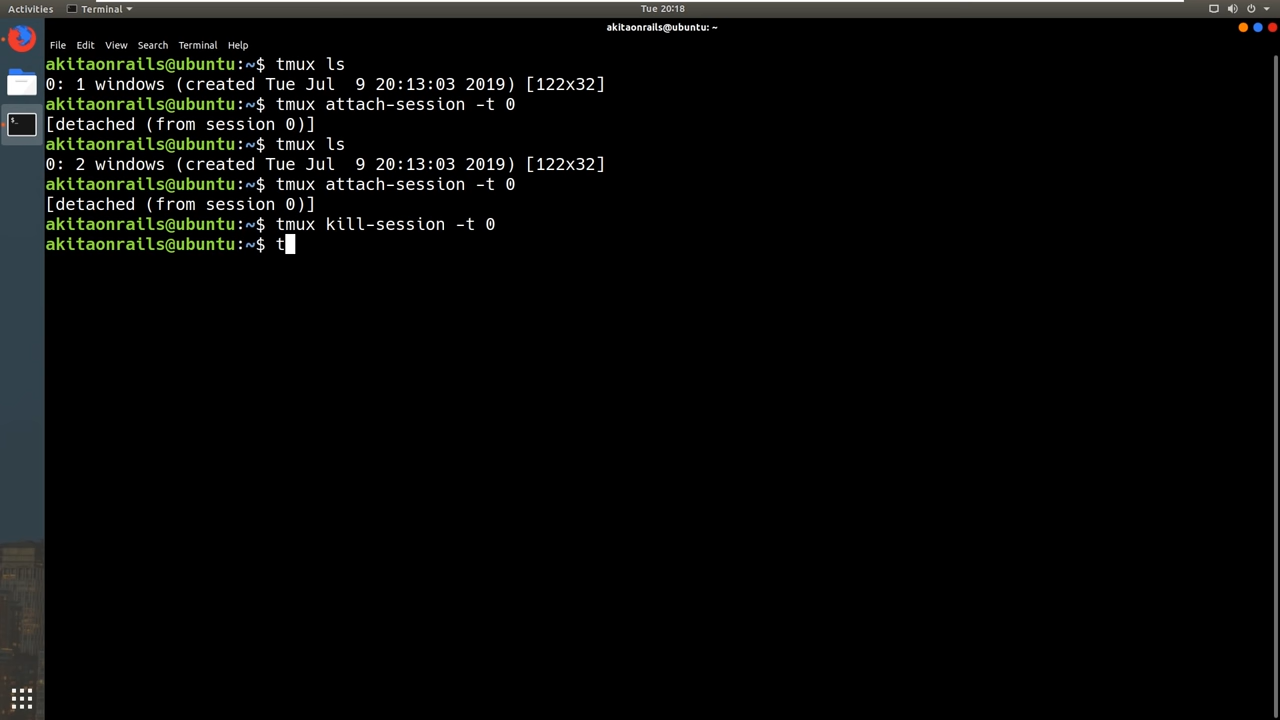 Activities Terminal Tue 20:18
akitaonrails@ubuntu: ~
File Edit View Search Terminal Help
akitaonrails@ubuntu:~$ tmux ls
0: 1 windows (created Tue Jul  9 20:13:03 2019) [122x32]
akitaonrails@ubuntu:~$ tmux attach-session -t 0
[detached (from session 0)]
akitaonrails@ubuntu:~$ tmux ls
0: 2 windows (created Tue Jul  9 20:13:03 2019) [122x32]
akitaonrails@ubuntu:~$ tmux attach-session -t 0
[detached (from session 0)]
akitaonrails@ubuntu:~$ tmux kill-session -t 0
akitaonrails@ubuntu:~$ t